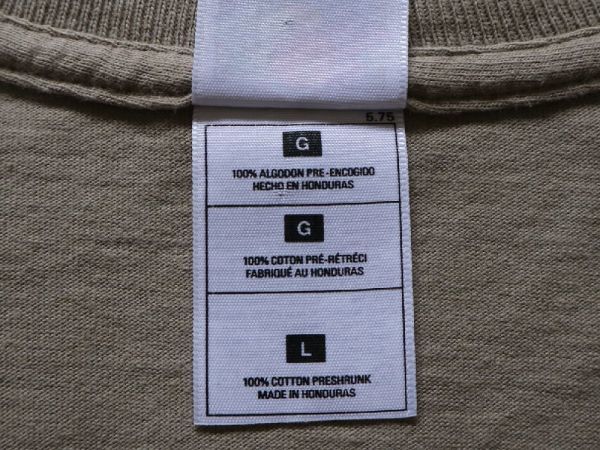 5.75
G
100% ALGODON PRE-ENCOGIDO
HECHO EN HONDURAS
G
100% COTON PRÉ-RÉTRÉCI
FABRIQUÉ AU HONDURAS
L
100% COTTON PRESHRUNK
MADE IN HONDURAS